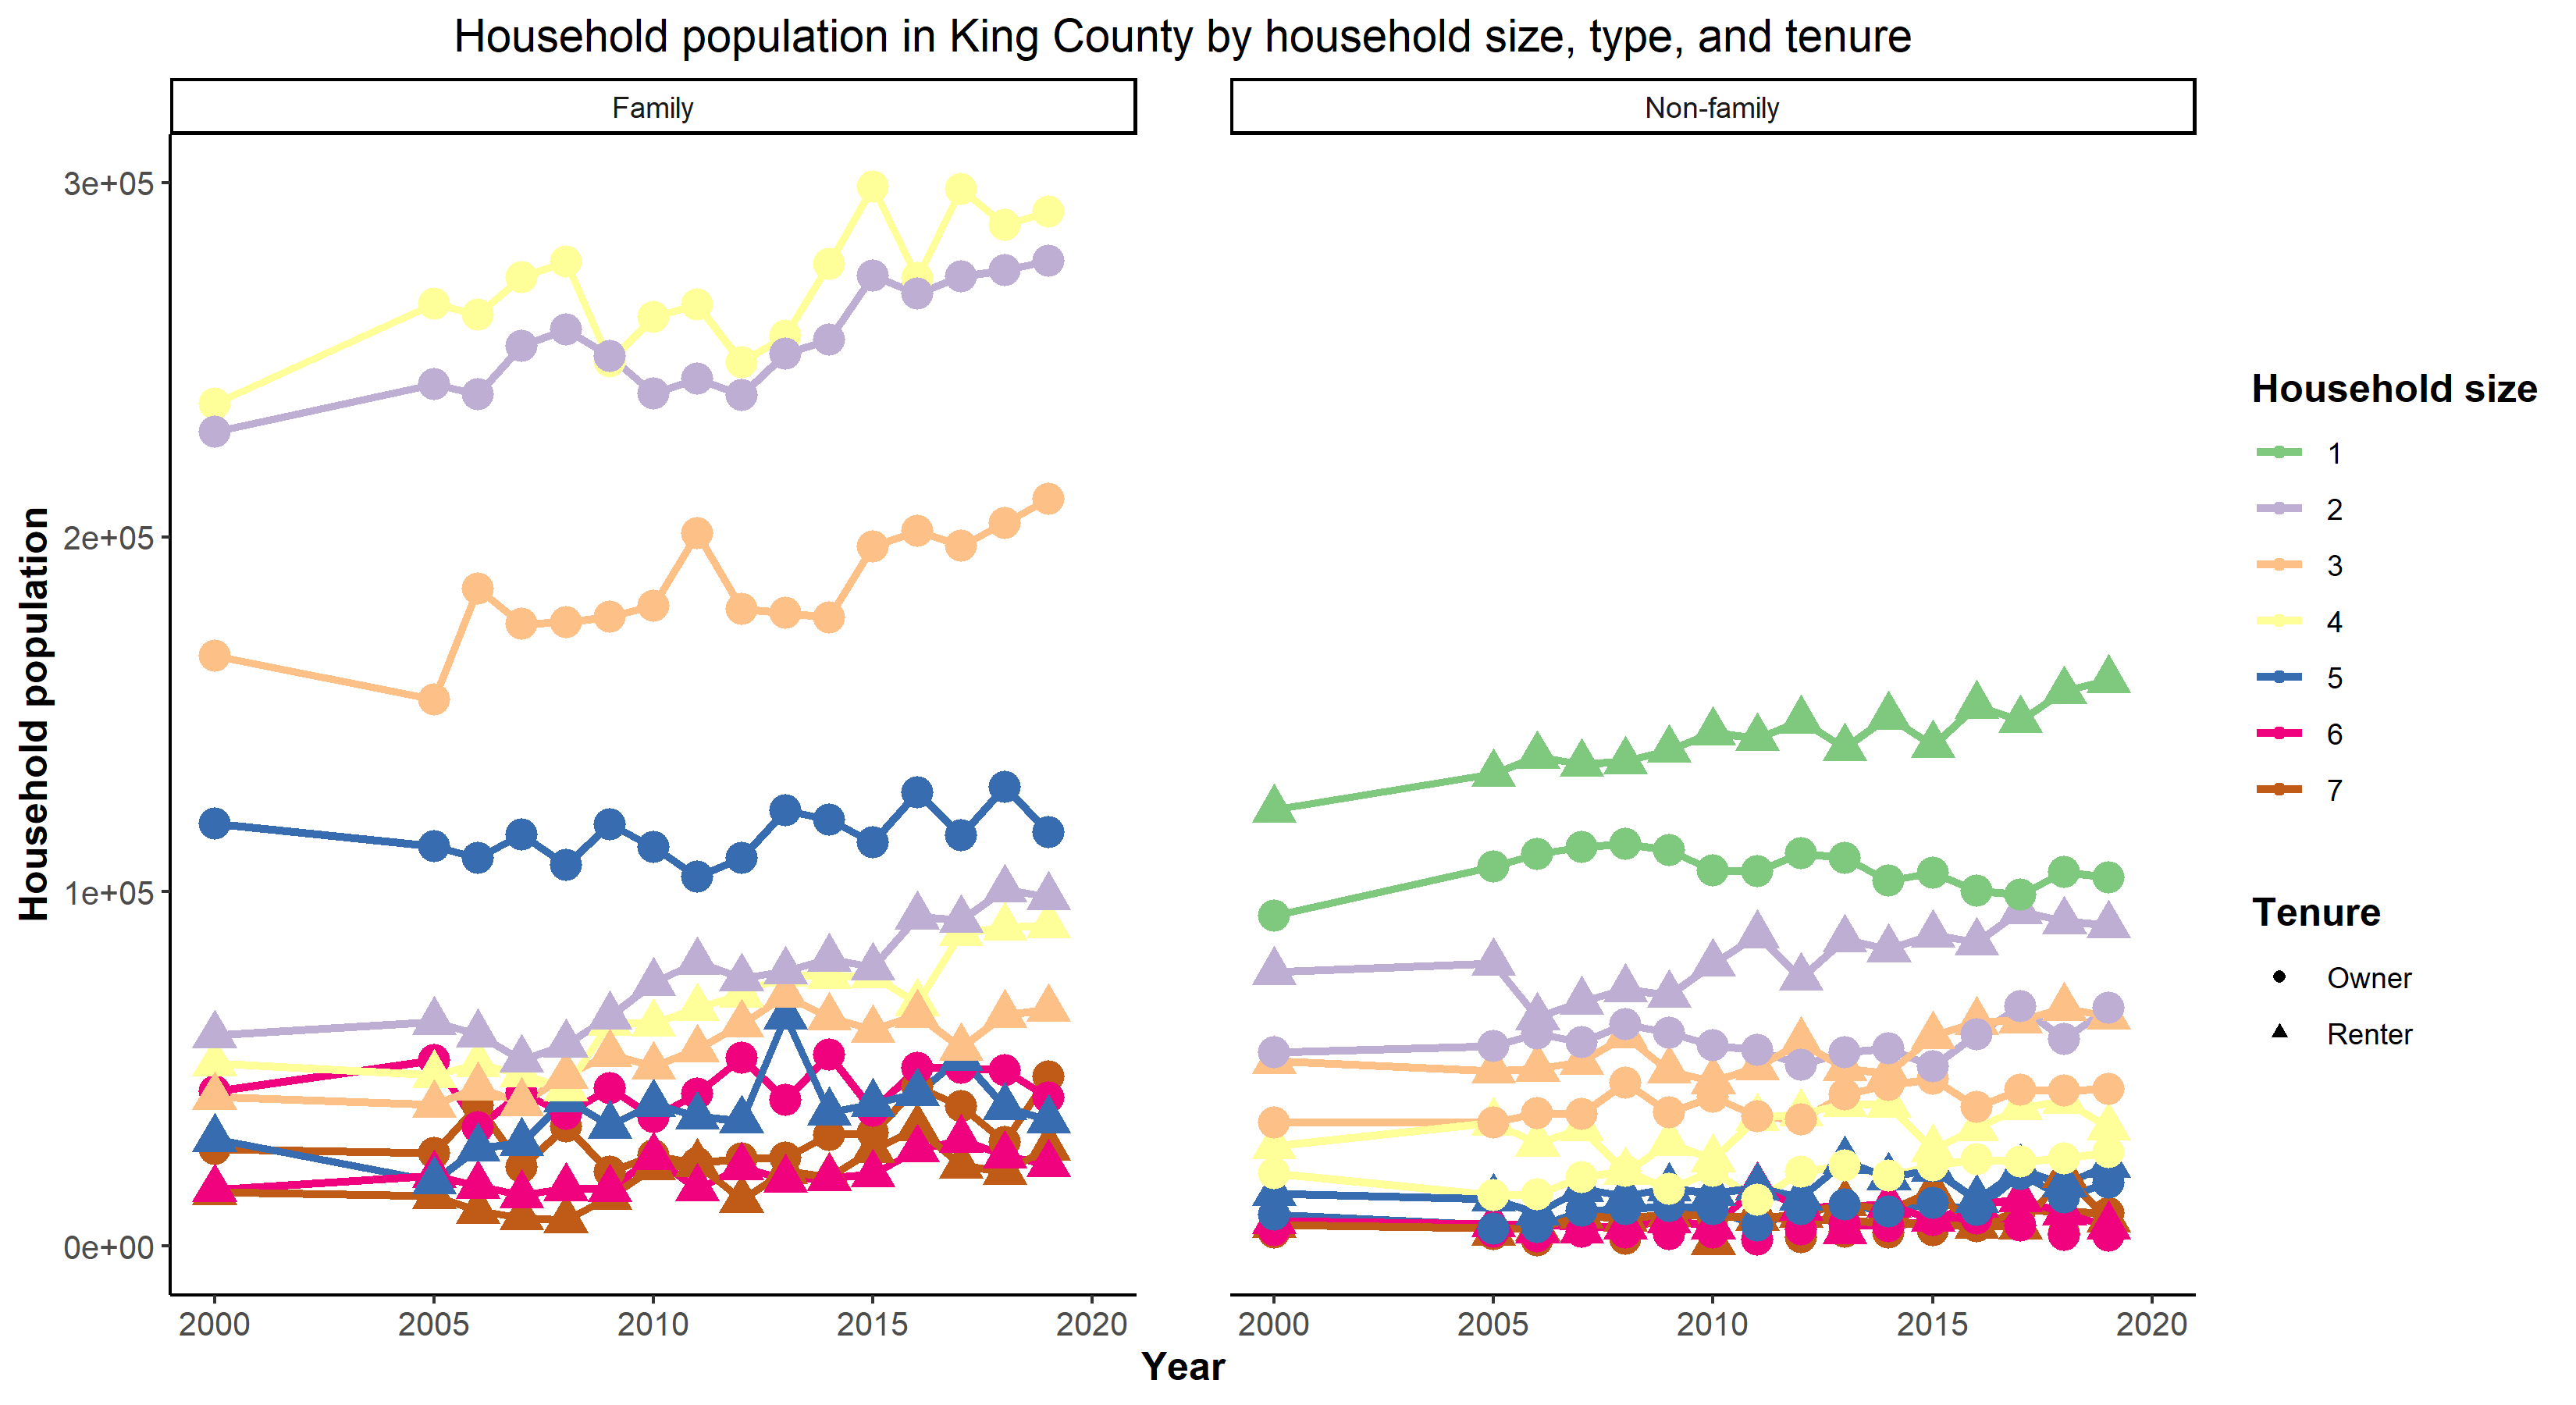 Household population in King County by household size, type, and tenure
Family
Non-family
Household population
3e+05
2e+05
1e+05
0e+00
2000 2005 2010 2015 2020
2000 2005 2010 2015 2020
Year
Household size
1
2
3
4
5
6
7
Tenure
Owner
Renter